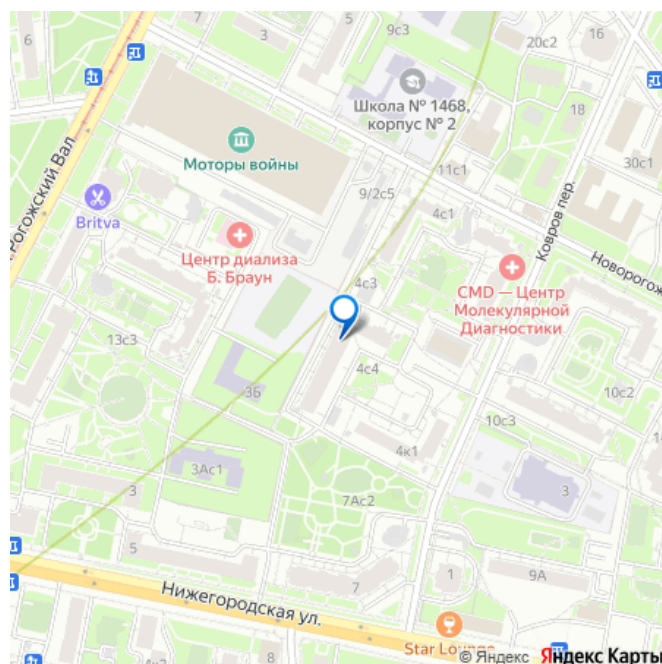 5
9с3
20с2
16
7
3
6
Школа № 1468,
корпус № 2
18
Моторы войны
11с1
30с1
Рогожский Вал
9/2с5
Britva
4с1
Ковров пер.
Центр диализа
Б. Браун
Новорогож
4с3
CMD — Центр
Молекулярной
Диагностики
13с3
4с4
3Б
10с2
10с3
4к1
3Ас1
3
3
7Ас2
5
7
1
9А
Нижегородская ул.
Star Lounge
8
4к1
© Яндекс Яндекс Карты